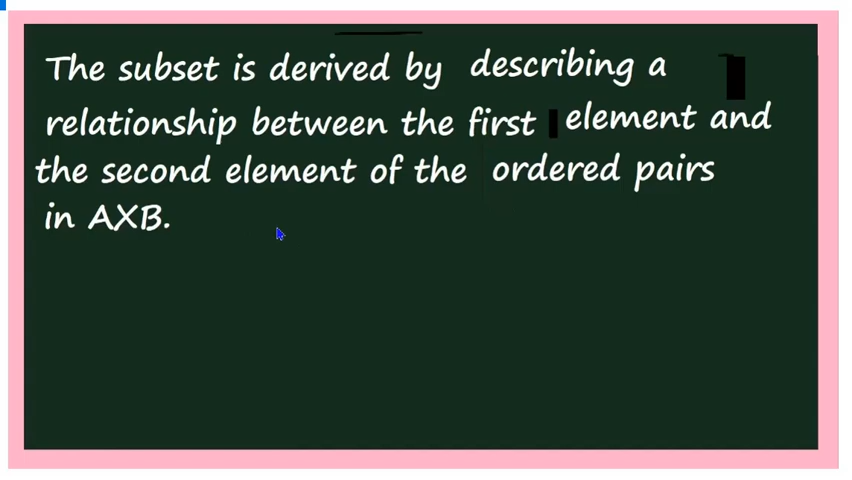 The subset is derived by describing a
relationship between the first element and
the second element of the ordered pairs
in AXB.